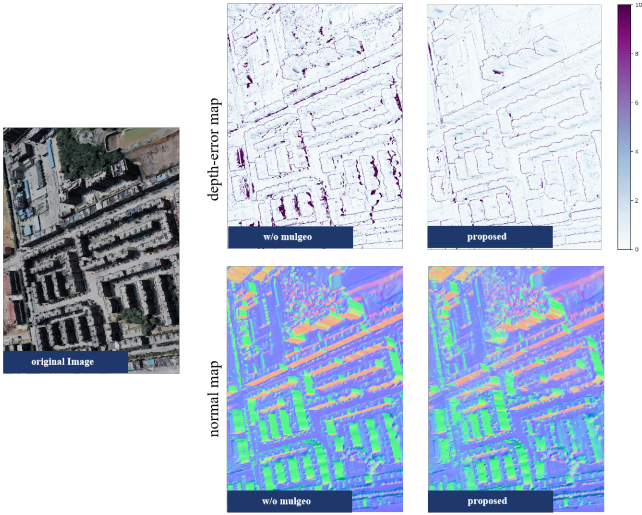 depth-error map
w/o mulgeo
proposed
10
8
6
4
2
0
original Image
normal map
w/o mulgeo
proposed